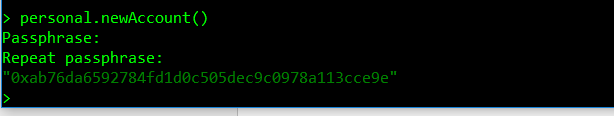 > personal.newAccount()
Passphrase:
Repeat passphrase:
"0xab76da6592784fd1d0c505dec9c0978a113cce9e"
>